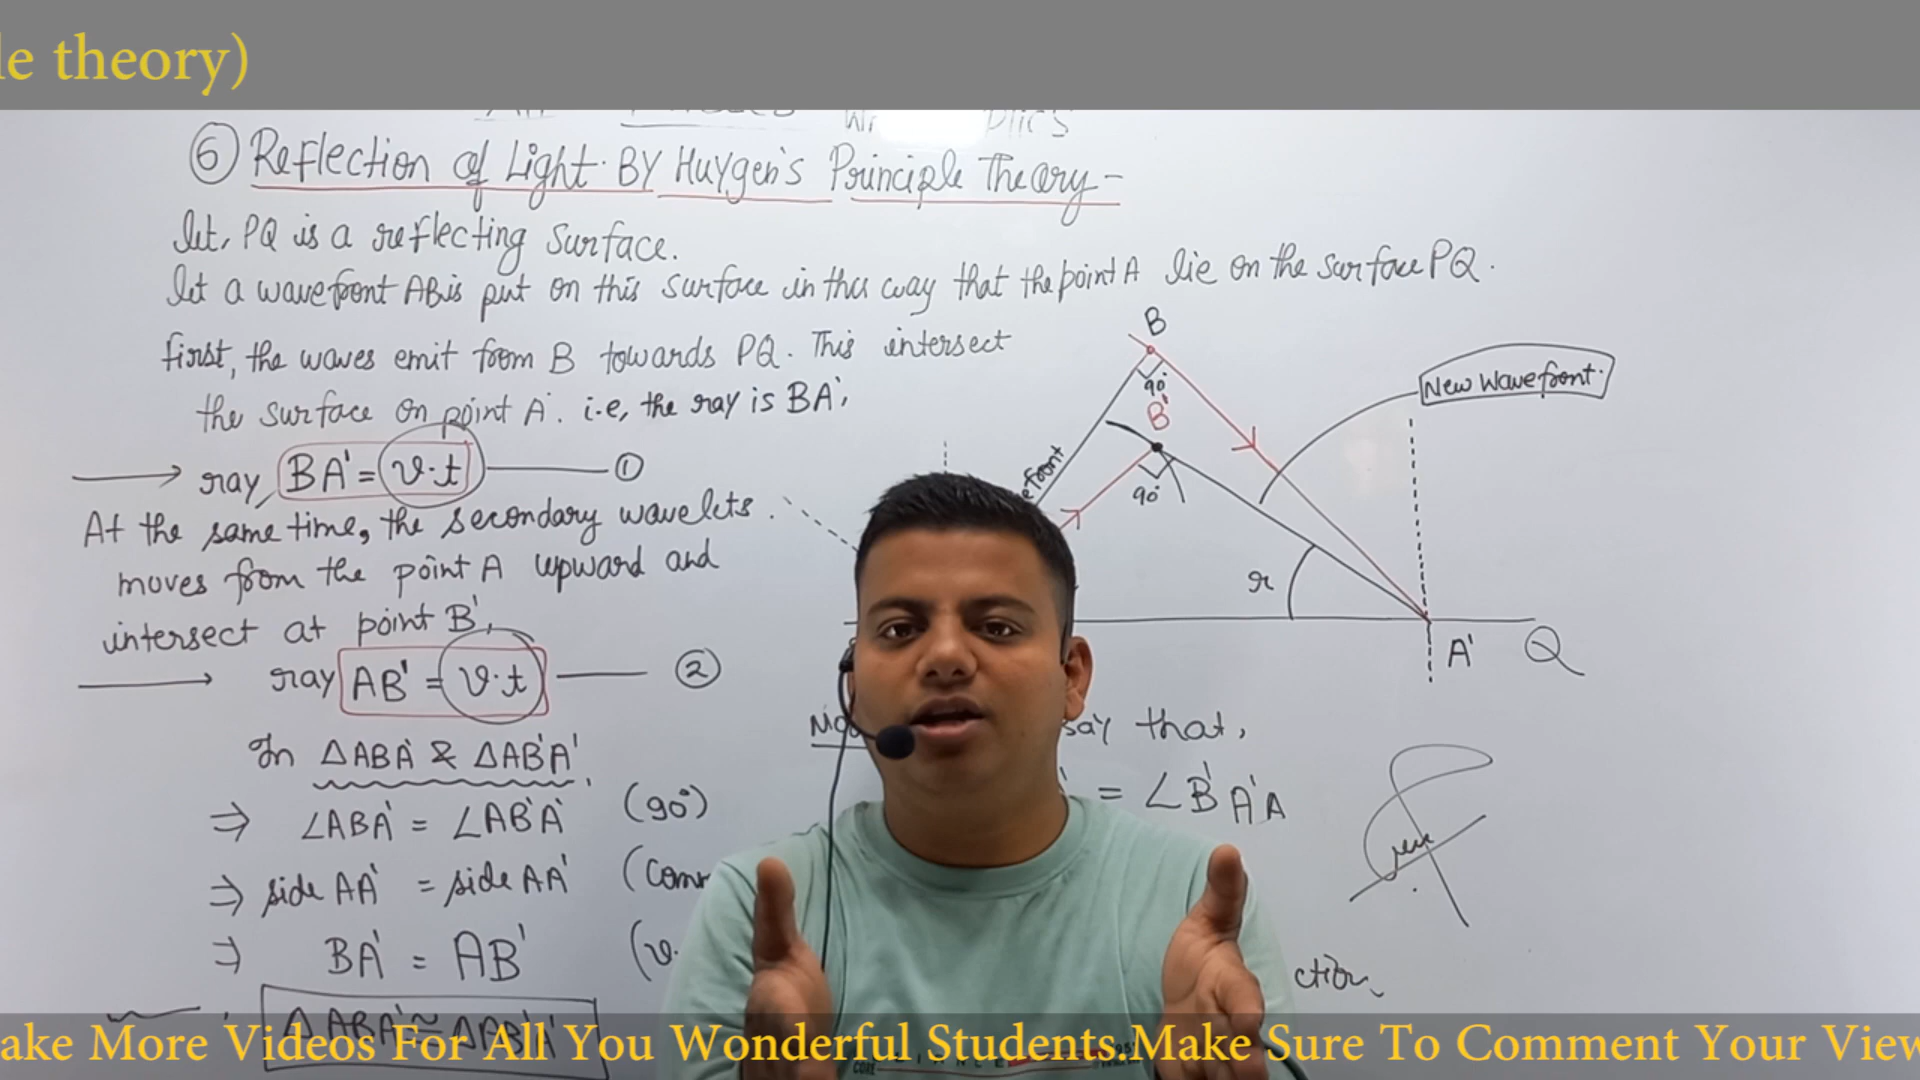 le theory)
⑥ Reflection of Light. BY Huygen's Principle Theory-
let, PQ is a reflecting surface.
let a wavefront AB is put on this surface in this way that the point A lie on the surface PQ.
first, the waves emit from B towards PQ. This intersect
the surface on point A'. i.e, the ray is BA'.
ray, BA' = v·t ①
At the same time, the secondary wavelets
moves from the point A upward and
intersect at point B',
ray AB' = v·t ②
In ΔABA' & ΔAB'A',
⇒ ∠ABA' = ∠AB'A' (90°)
⇒ side AA' = side AA'
⇒ BA' = AB'
ΔABA' ≅ ΔAB'A'
B
90°
B'
90°
New Wavefront.
r
A'
Q
say that,
= ∠B'A'A
ake More Videos For All You Wonderful Students.Make Sure To Comment Your View